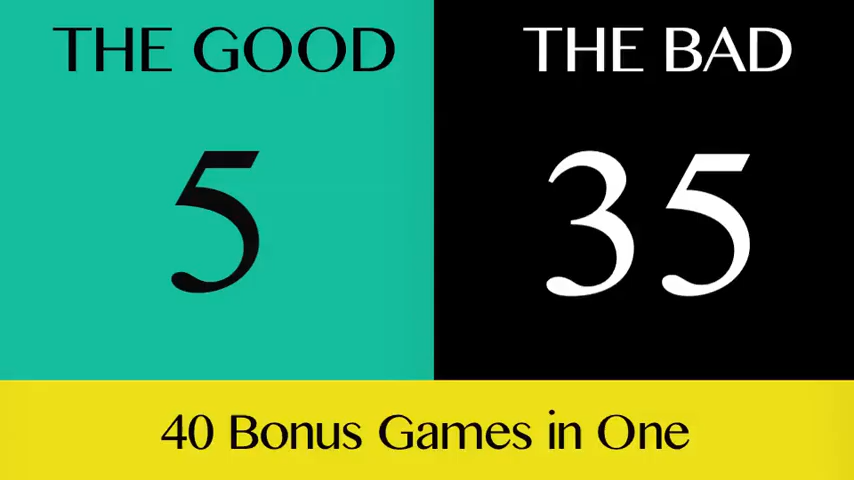 THE GOOD
THE BAD
5
35
40 Bonus Games in One